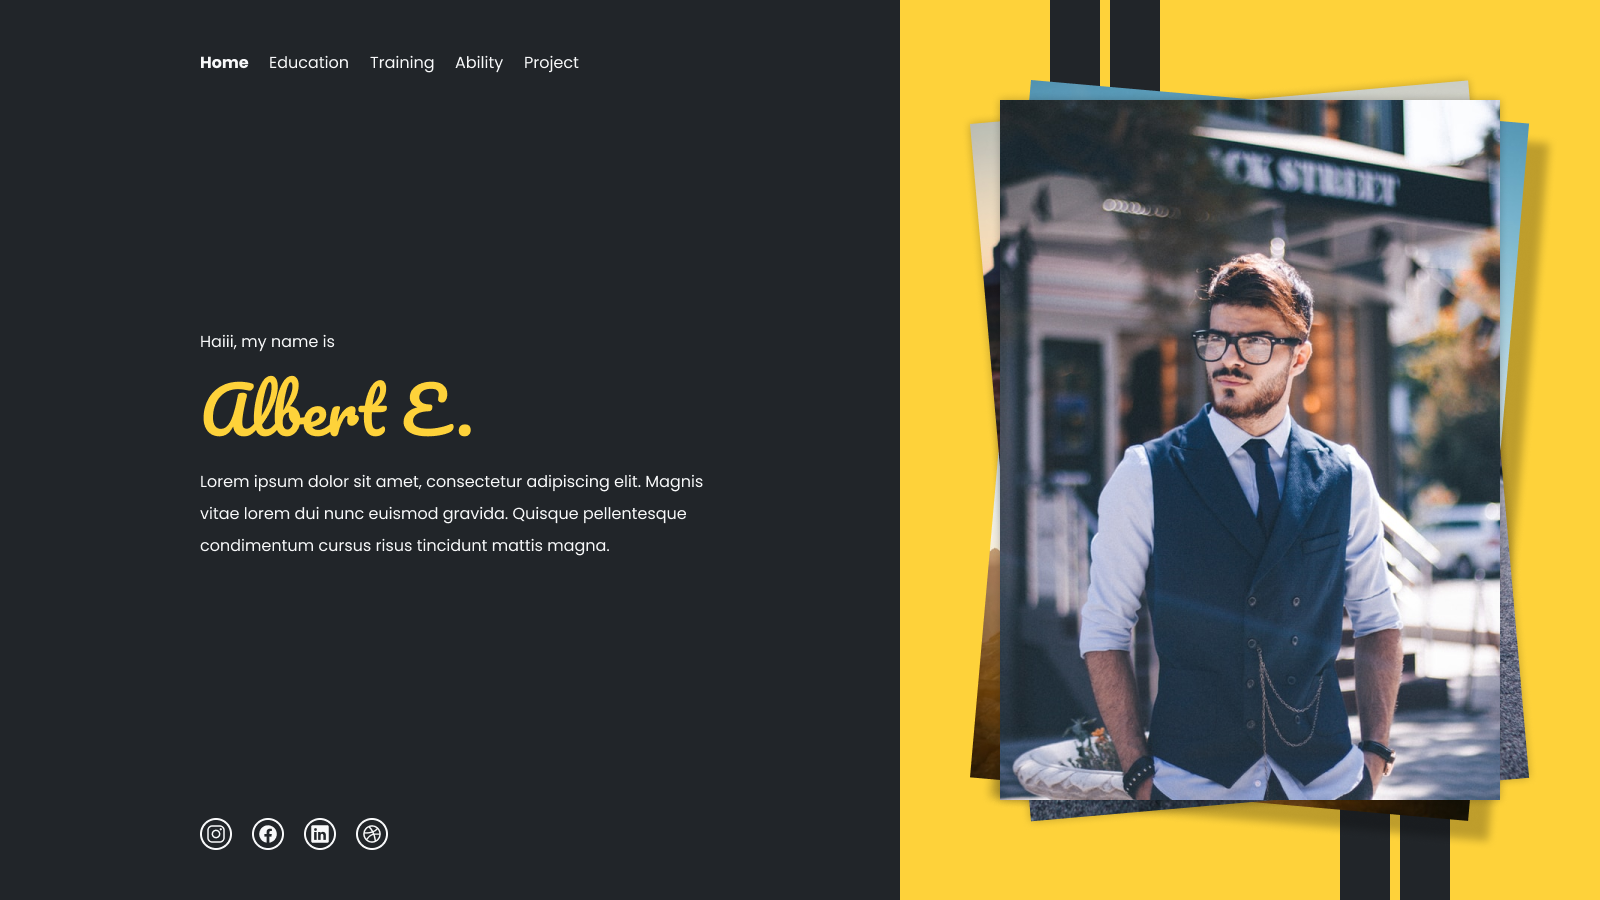 Home Education Training Ability Project
CK STREET
Haiii, my name is
Albert E.
Lorem ipsum dolor sit amet, consectetur adipiscing elit. Magnis
vitae lorem dui nunc euismod gravida. Quisque pellentesque
condimentum cursus risus tincidunt mattis magna.
in